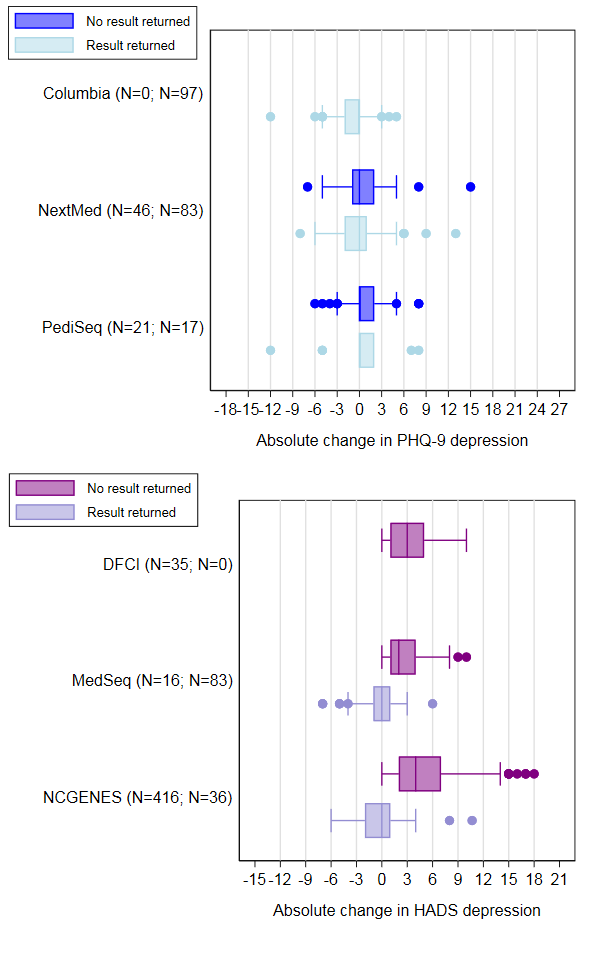 No result returned
Result returned
Columbia (N=0; N=97)
NextMed (N=46; N=83)
PediSeq (N=21; N=17)
-18 -15 -12 -9 -6 -3 0 3 6 9 12 15 18 21 24 27
Absolute change in PHQ-9 depression
No result returned
Result returned
DFCI (N=35; N=0)
MedSeq (N=16; N=83)
NCGENES (N=416; N=36)
-15 -12 -9 -6 -3 0 3 6 9 12 15 18 21
Absolute change in HADS depression